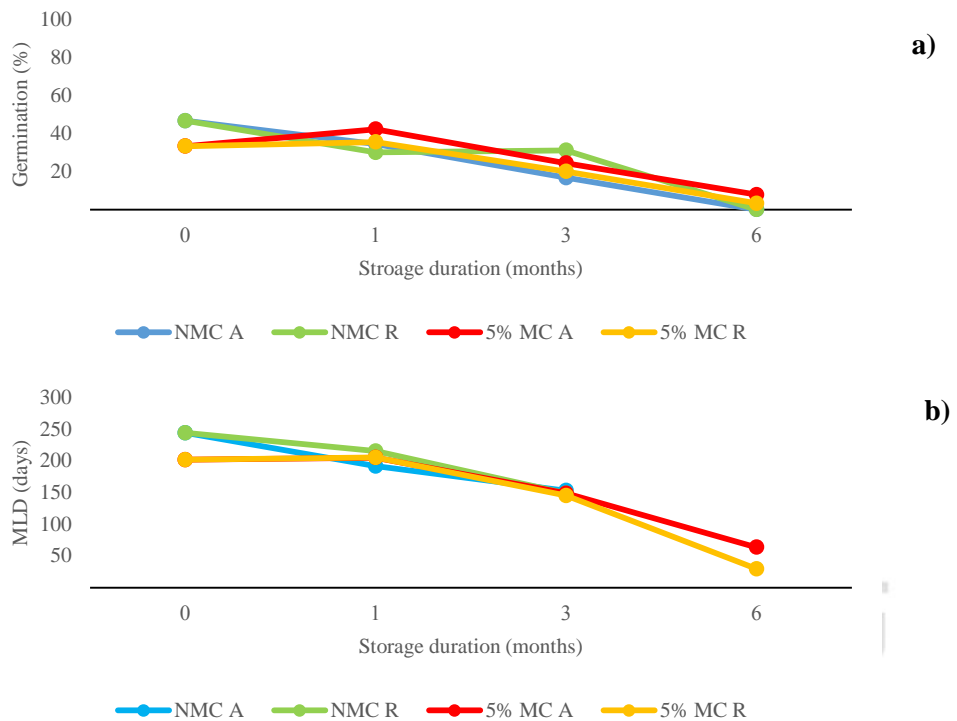 100
a)
80
60
40
20
Germination (%)
0 1 3 6
Stroage duration (months)
NMC A NMC R 5% MC A 5% MC R
300
b)
250
200
150
100
50
MLD (days)
0 1 3 6
Storage duration (months)
NMC A NMC R 5% MC A 5% MC R